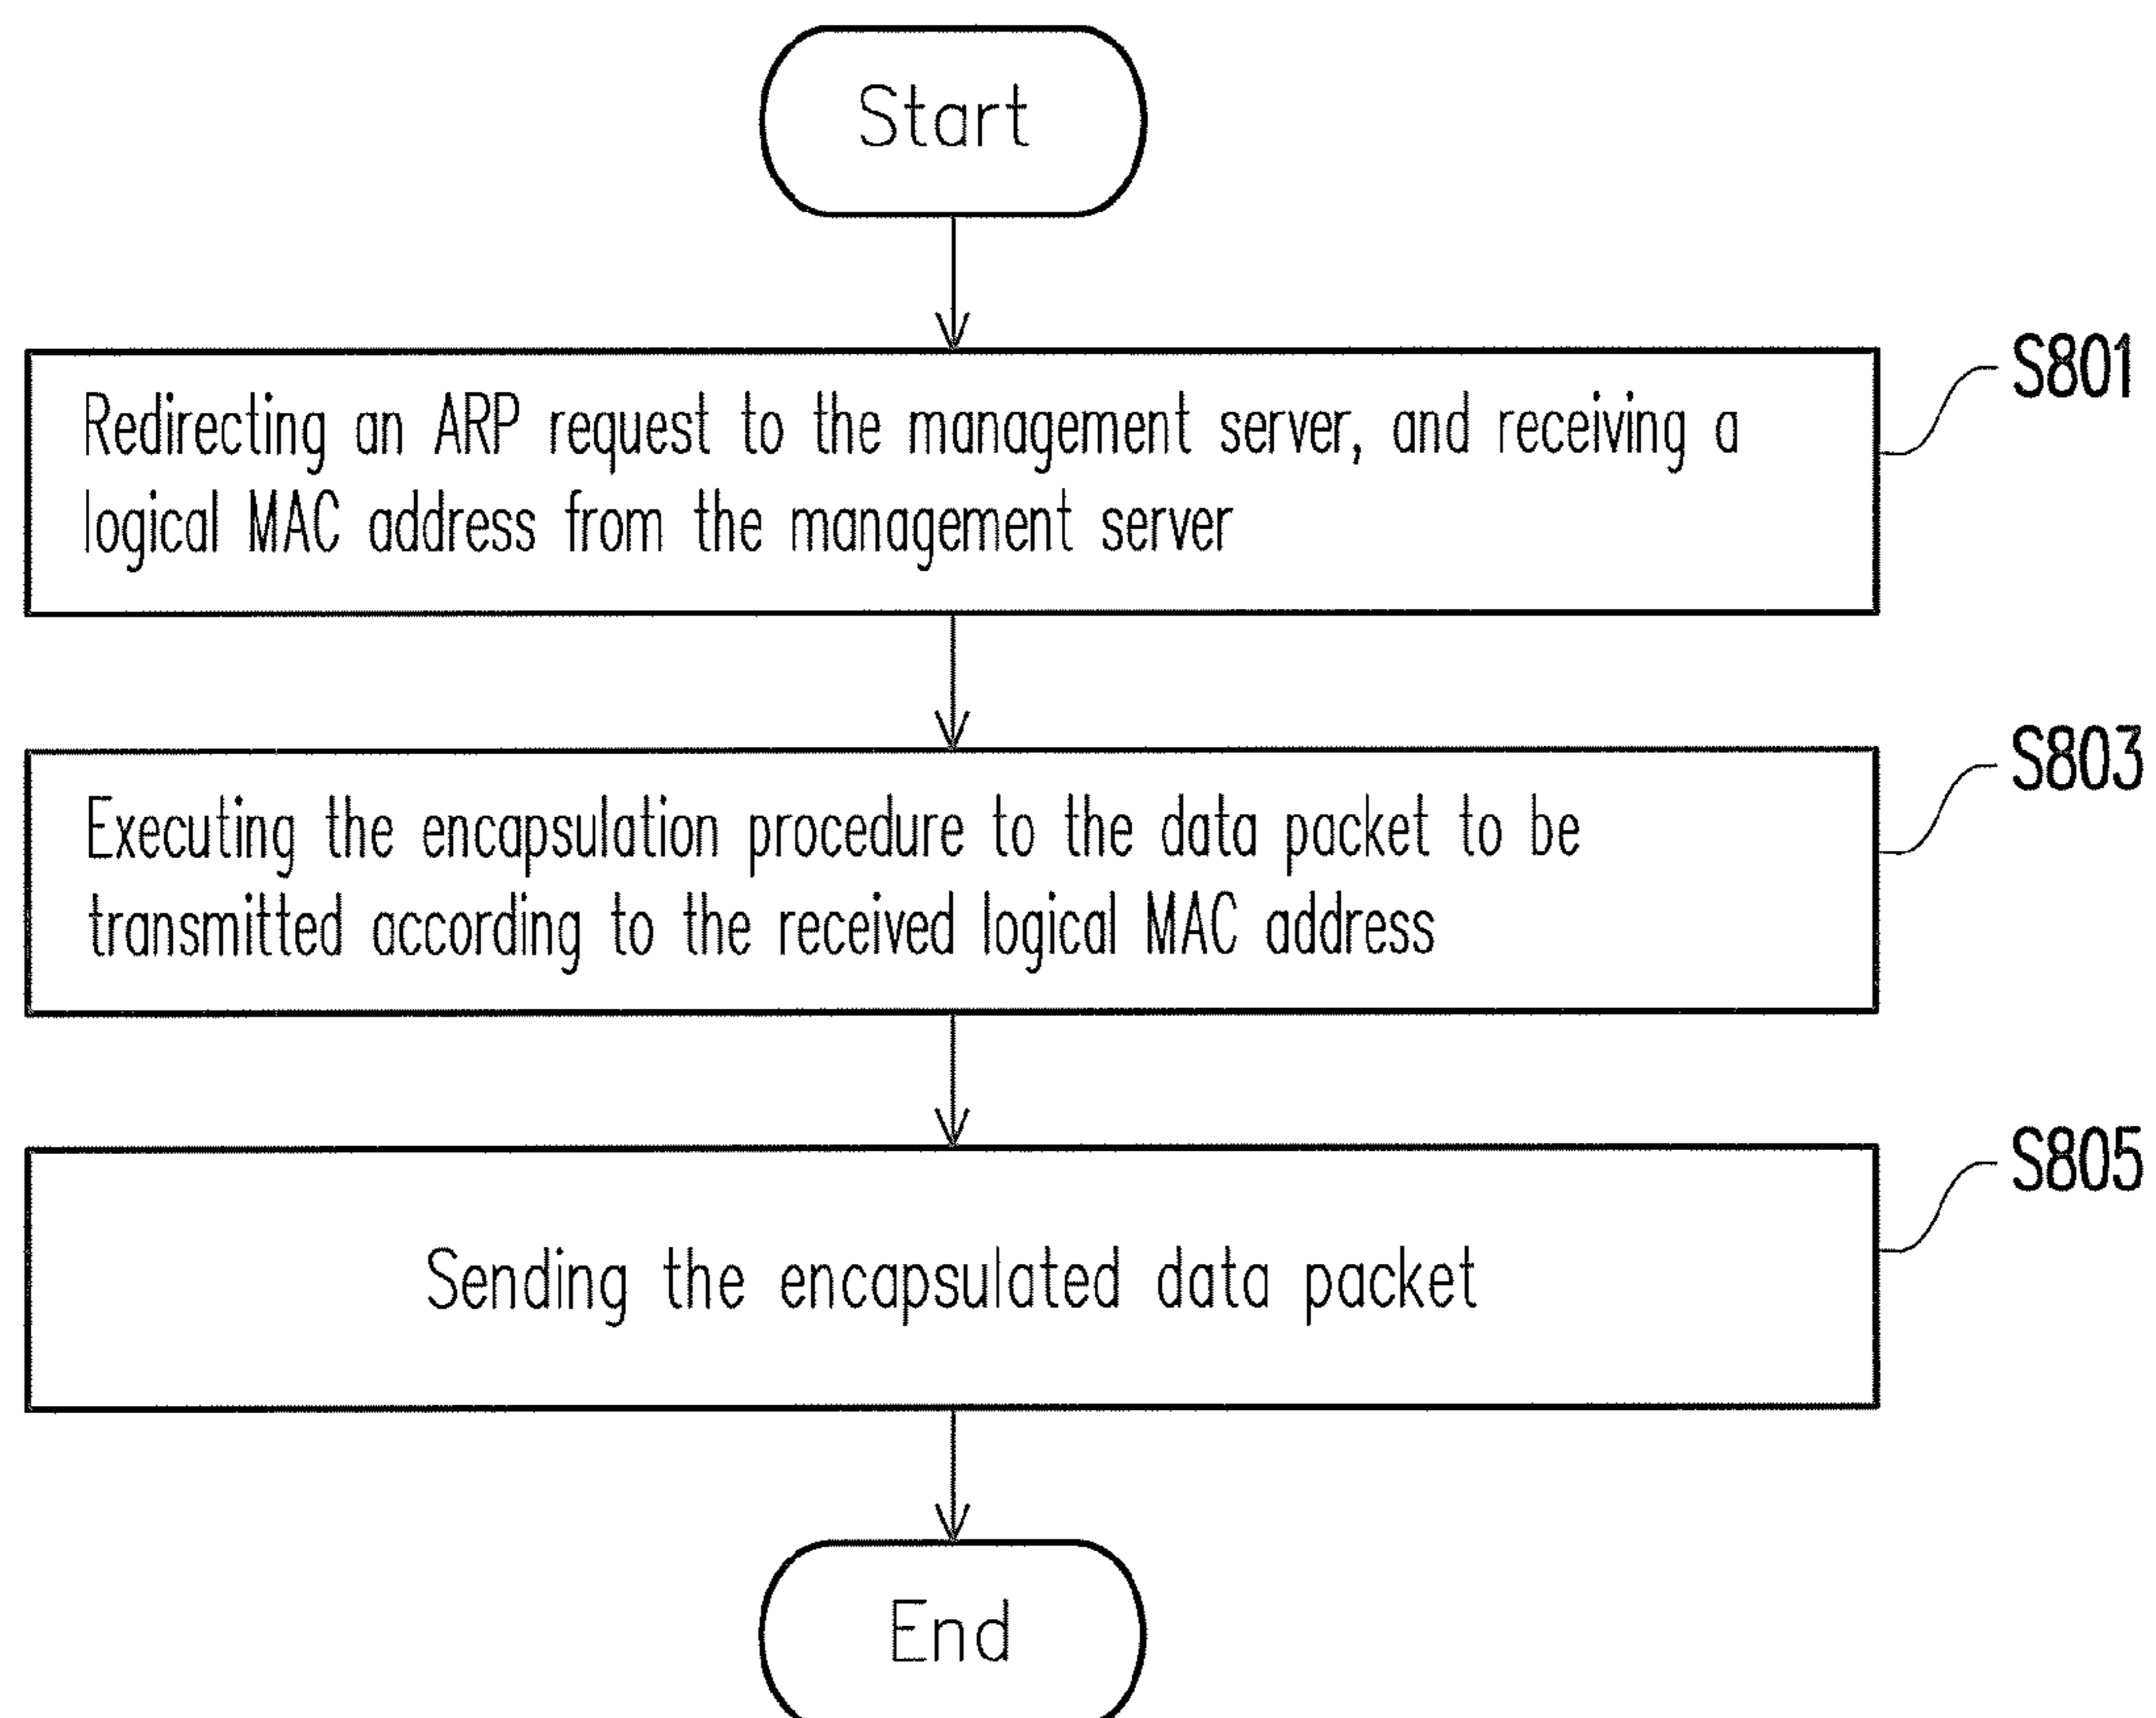 Start
Redirecting an ARP request to the management server, and receiving a
logical MAC address from the management server
S801
Executing the encapsulation procedure to the data packet to be
transmitted according to the received logical MAC address
S803
Sending the encapsulated data packet
S805
End